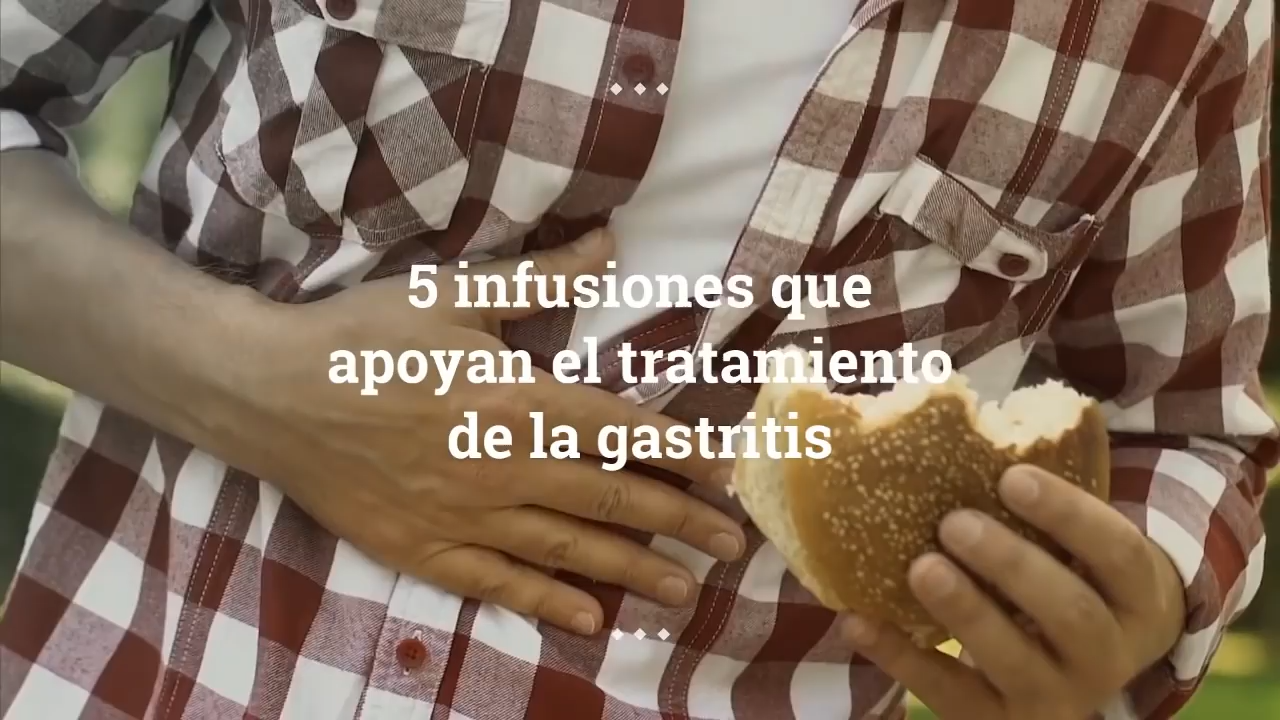 5 infusiones que
apoyan el tratamiento
de la gastritis